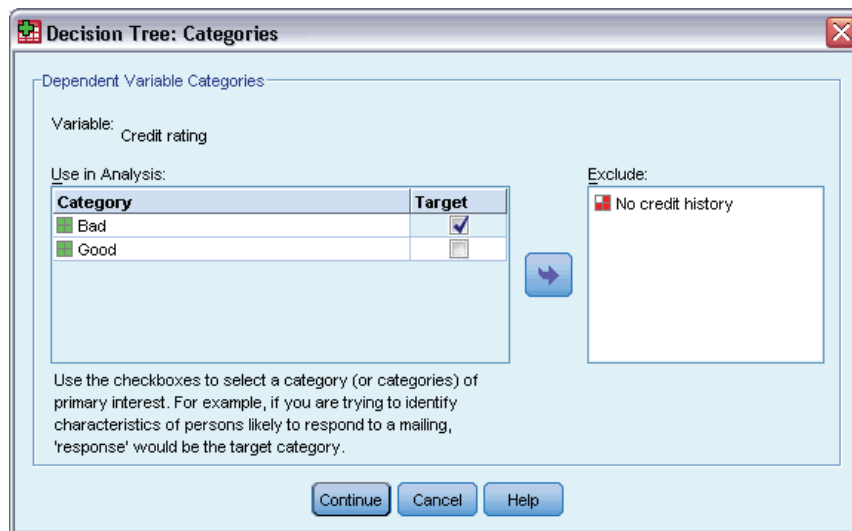 Decision Tree: Categories
Dependent Variable Categories
Variable: Credit rating
Use in Analysis:
Category Target
Bad
Good
Exclude:
No credit history
Use the checkboxes to select a category (or categories) of
primary interest. For example, if you are trying to identify
characteristics of persons likely to respond to a mailing,
'response' would be the target category.
Continue Cancel Help